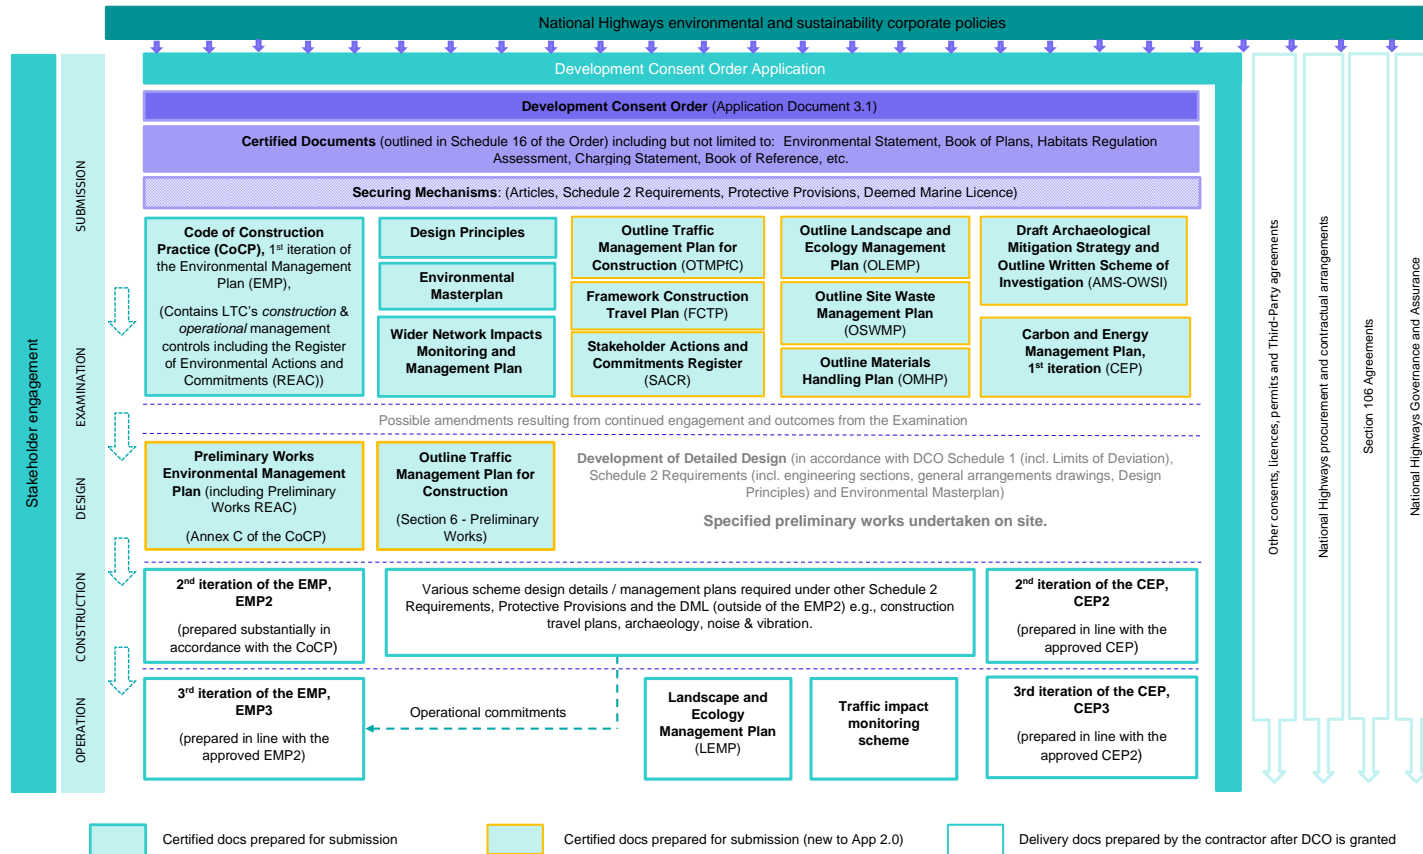 National Highways environmental and sustainability corporate policies
Development Consent Order Application
Development Consent Order (Application Document 3.1)
Certified Documents (outlined in Schedule 16 of the Order) including but not limited to: Environmental Statement, Book of Plans, Habitats Regulation
Assessment, Charging Statement, Book of Reference, etc.
Securing Mechanisms: (Articles, Schedule 2 Requirements, Protective Provisions, Deemed Marine Licence)
Stakeholder engagement
SUBMISSION
EXAMINATION
DESIGN
CONSTRUCTION
OPERATION
Code of Construction
Practice (CoCP), 1st iteration of
the Environmental Management
Plan (EMP),
(Contains LTC's construction &
operational management
controls including the Register
of Environmental Actions and
Commitments (REAC))
Design Principles
Environmental
Masterplan
Wider Network Impacts
Monitoring and
Management Plan
Outline Traffic
Management Plan for
Construction (OTMPfC)
Framework Construction
Travel Plan (FCTP)
Stakeholder Actions and
Commitments Register
(SACR)
Outline Landscape and
Ecology Management
Plan (OLEMP)
Outline Site Waste
Management Plan
(OSWMP)
Outline Materials
Handling Plan (OMHP)
Draft Archaeological
Mitigation Strategy and
Outline Written Scheme of
Investigation (AMS-OWSI)
Carbon and Energy
Management Plan,
1st iteration (CEP)
Possible amendments resulting from continued engagement and outcomes from the Examination
Preliminary Works
Environmental Management
Plan (including Preliminary
Works REAC)
(Annex C of the CoCP)
Outline Traffic
Management Plan for
Construction
(Section 6 - Preliminary
Works)
Development of Detailed Design (in accordance with DCO Schedule 1 (incl. Limits of Deviation),
Schedule 2 Requirements (incl. engineering sections, general arrangements drawings, Design
Principles) and Environmental Masterplan)
Specified preliminary works undertaken on site.
2nd iteration of the EMP,
EMP2
(prepared substantially in
accordance with the CoCP)
Various scheme design details / management plans required under other Schedule 2
Requirements, Protective Provisions and the DML (outside of the EMP2) e.g., construction
travel plans, archaeology, noise & vibration.
2nd iteration of the CEP,
CEP2
(prepared in line with the
approved CEP)
3rd iteration of the EMP,
EMP3
(prepared in line with the
approved EMP2)
Operational commitments
Landscape and
Ecology
Management Plan
(LEMP)
Traffic impact
monitoring
scheme
3rd iteration of the CEP,
CEP3
(prepared in line with the
approved CEP2)
Other consents, licences, permits and Third-Party agreements
National Highways procurement and contractual arrangements
Section 106 Agreements
National Highways Governance and Assurance
Certified docs prepared for submission
Certified docs prepared for submission (new to App 2.0)
Delivery docs prepared by the contractor after DCO is granted